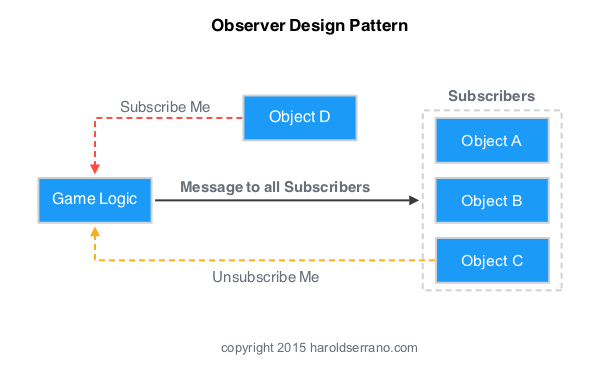 Observer Design Pattern
Subscribers
Subscribe Me
Object D
Object A
Game Logic
Message to all Subscribers
Object B
Object C
Unsubscribe Me
copyright 2015 haroldserrano.com